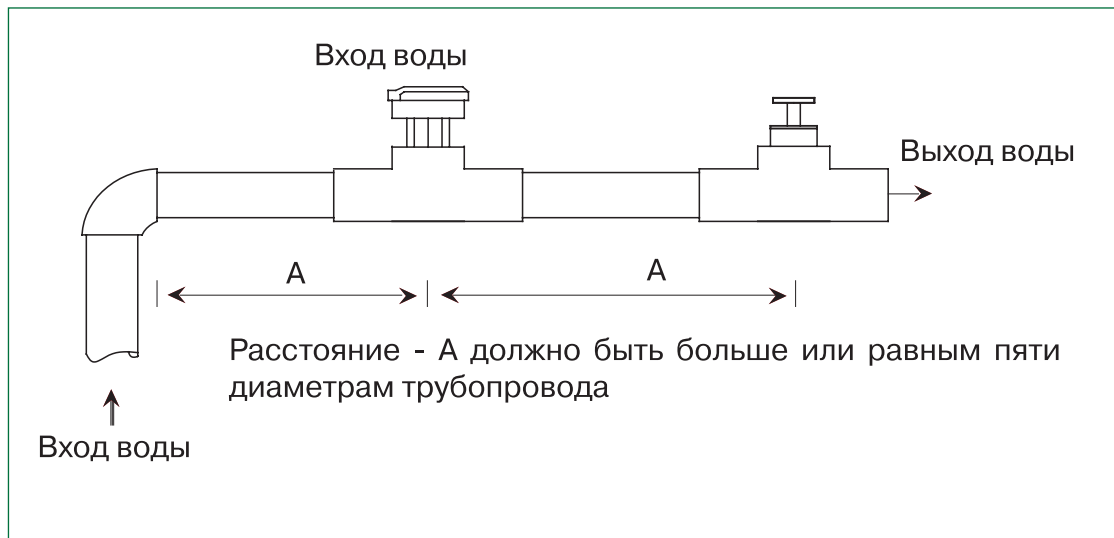 Вход воды
Выход воды
А
А
Расстояние - А должно быть больше или равным пяти
диаметрам трубопровода
Вход воды